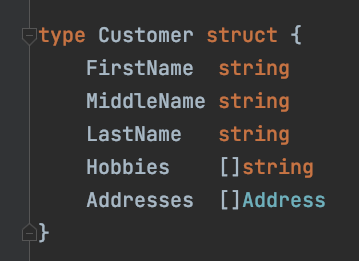 type Customer struct {
    FirstName  string
    MiddleName string
    LastName   string
    Hobbies    []string
    Addresses  []Address
}